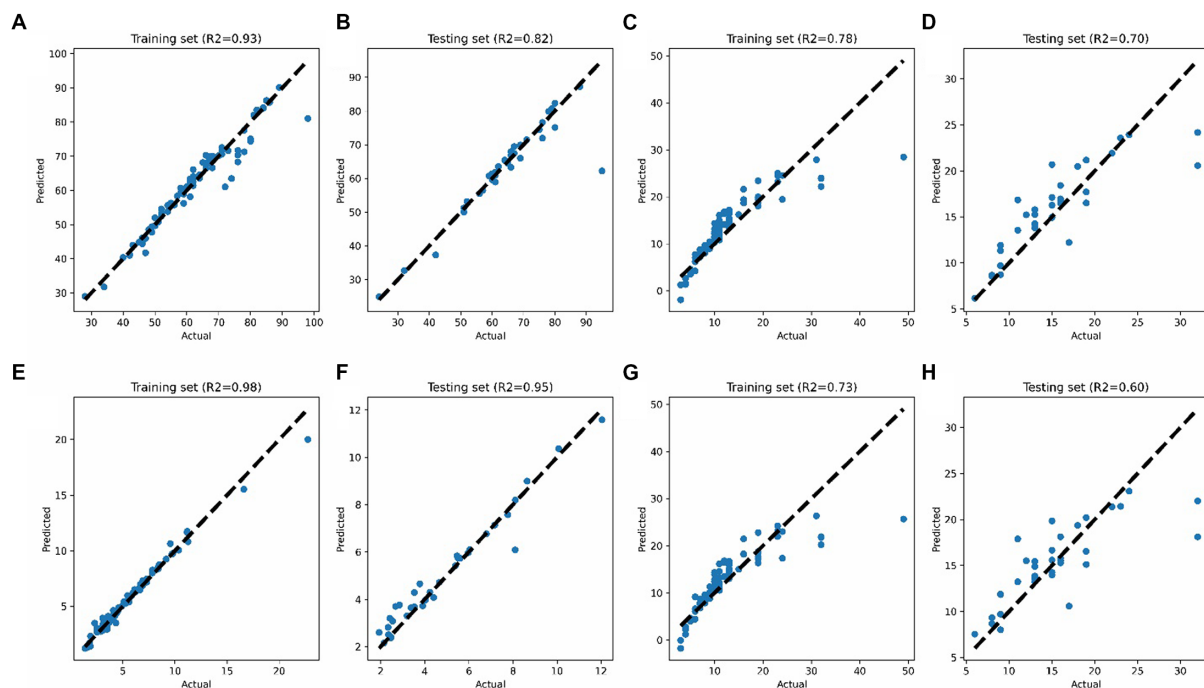 A
Training set (R2=0.93)
100
90
80
70
60
50
40
30
Predicted
30 40 50 60 70 80 90 100
Actual
B
Testing set (R2=0.82)
90
80
70
60
50
40
30
Predicted
30 40 50 60 70 80 90
Actual
C
Training set (R2=0.78)
50
40
30
20
10
0
Predicted
10 20 30 40 50
Actual
D
Testing set (R2=0.70)
30
25
20
15
10
5
Predicted
5 10 15 20 25 30
Actual
E
Training set (R2=0.98)
20
15
10
5
Predicted
5 10 15 20
Actual
F
Testing set (R2=0.95)
12
10
8
6
4
2
Predicted
2 4 6 8 10 12
Actual
G
Training set (R2=0.73)
50
40
30
20
10
0
Predicted
10 20 30 40 50
Actual
H
Testing set (R2=0.60)
30
25
20
15
10
5
Predicted
5 10 15 20 25 30
Actual